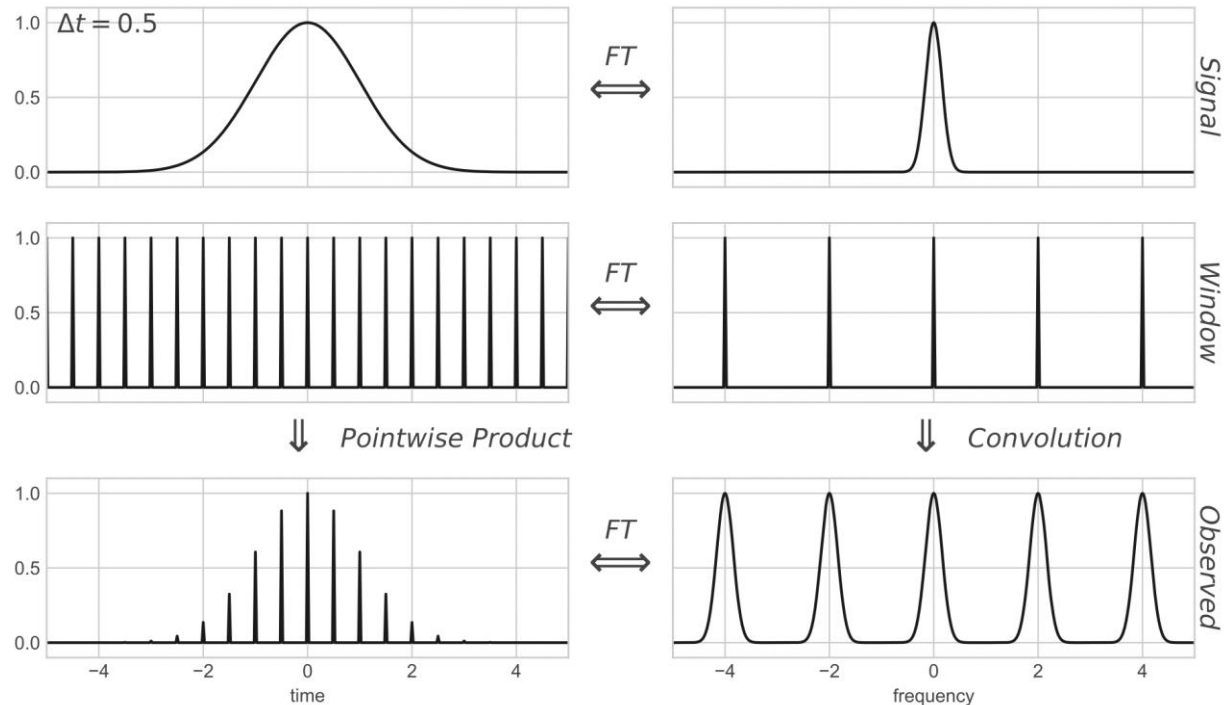 Δt = 0.5
1.0
0.5
0.0
FT
⇔
Signal
1.0
0.5
0.0
FT
⇔
Window
⇓ Pointwise Product
⇓ Convolution
1.0
0.5
0.0
FT
⇔
Observed
−4 −2 0 2 4
time
−4 −2 0 2 4
frequency